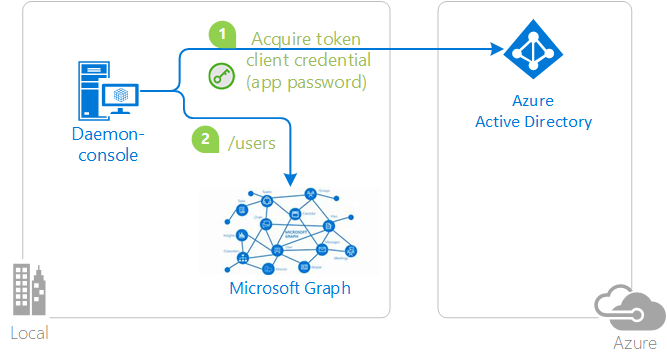 1
Acquire token
client credential
(app password)
Azure
Active Directory
Daemon-
console
2
/users
MICROSOFT
GRAPH
Microsoft Graph
Local
Azure